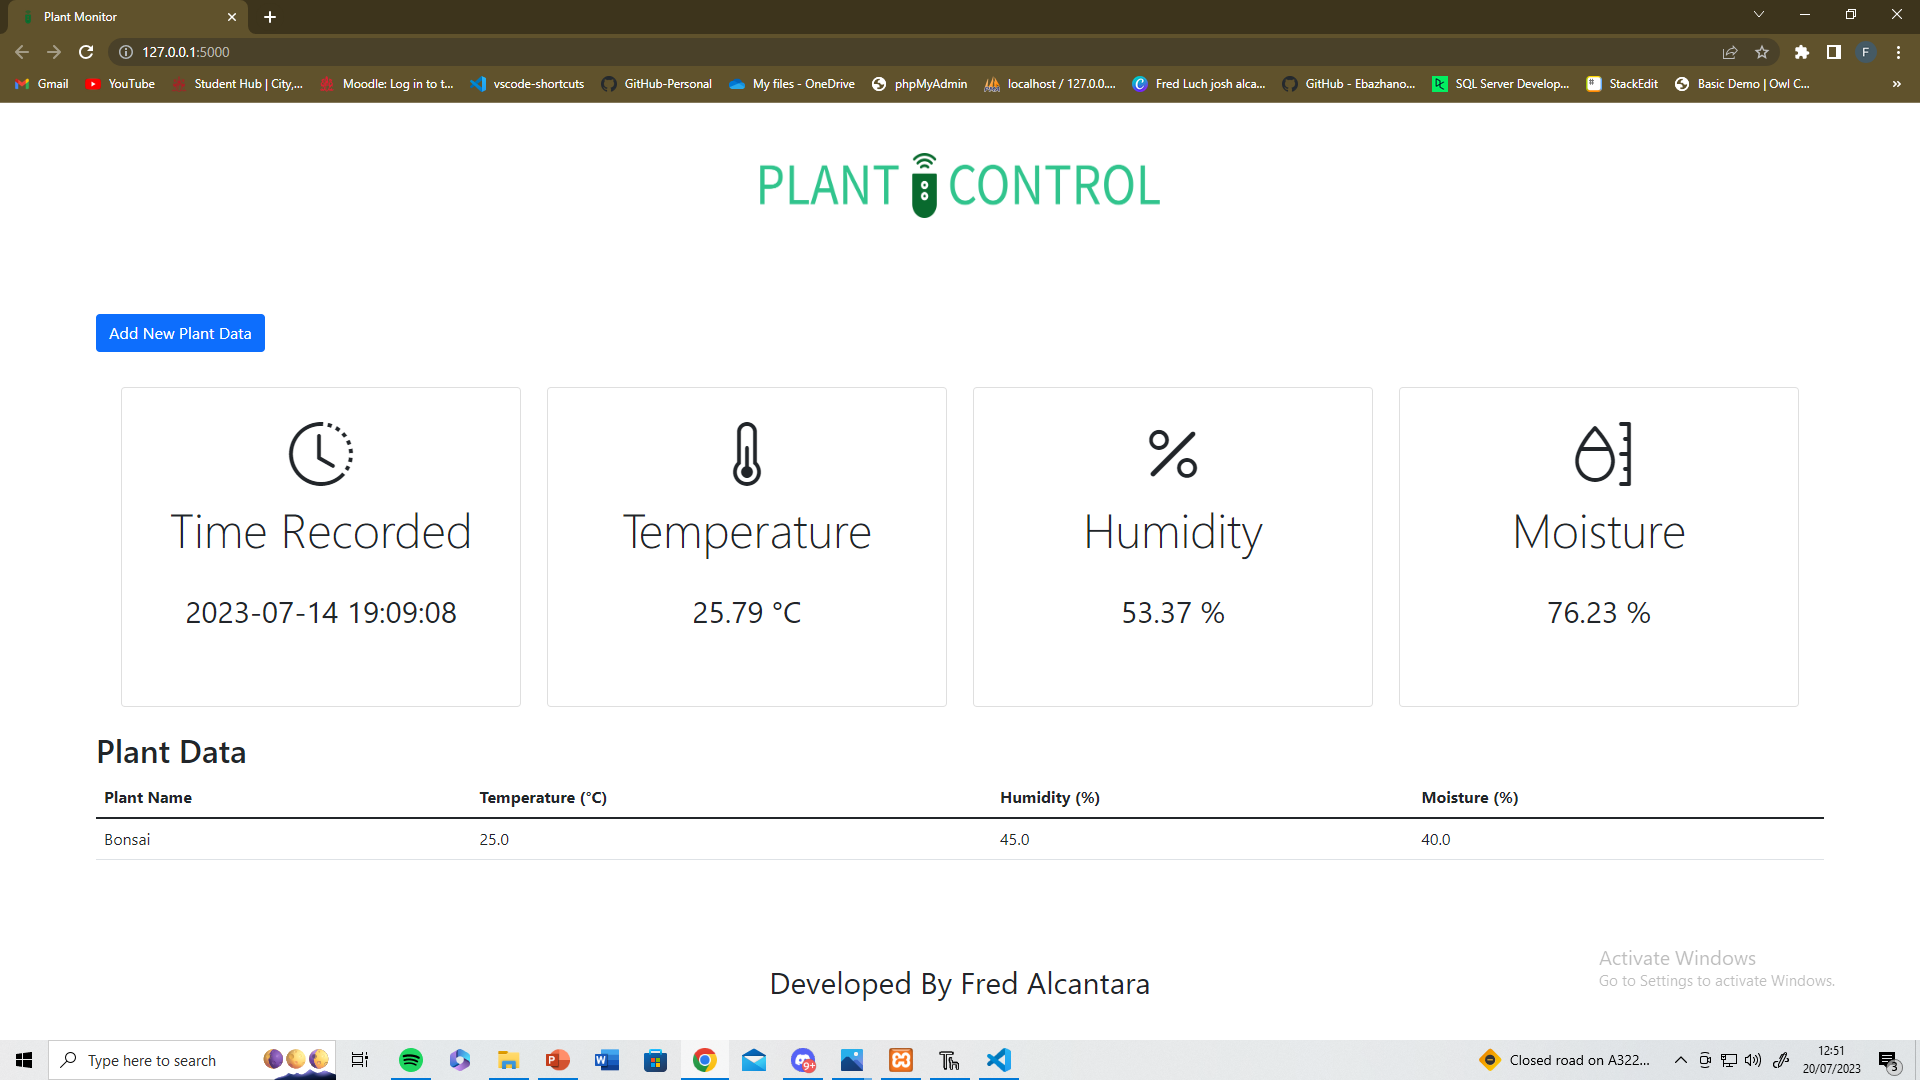 Plant Monitor
127.0.0.1:5000
F
Gmail
YouTube
Student Hub | City,...
Moodle: Log in to t...
vscode-shortcuts
GitHub-Personal
My files - OneDrive
phpMyAdmin
localhost / 127.0.0....
Fred Luch josh alca...
GitHub - Ebazhano...
SQL Server Develop...
StackEdit
Basic Demo | Owl C...
»
PLANT CONTROL
Add New Plant Data
Time Recorded
2023-07-14 19:09:08
Temperature
25.79 °C
Humidity
53.37 %
Moisture
76.23 %
Plant Data
Plant Name Temperature (°C) Humidity (%) Moisture (%)
Bonsai 25.0 45.0 40.0
Activate Windows
Go to Settings to activate Windows.
Developed By Fred Alcantara
Type here to search
9+
Closed road on A322...
12:51
20/07/2023
3